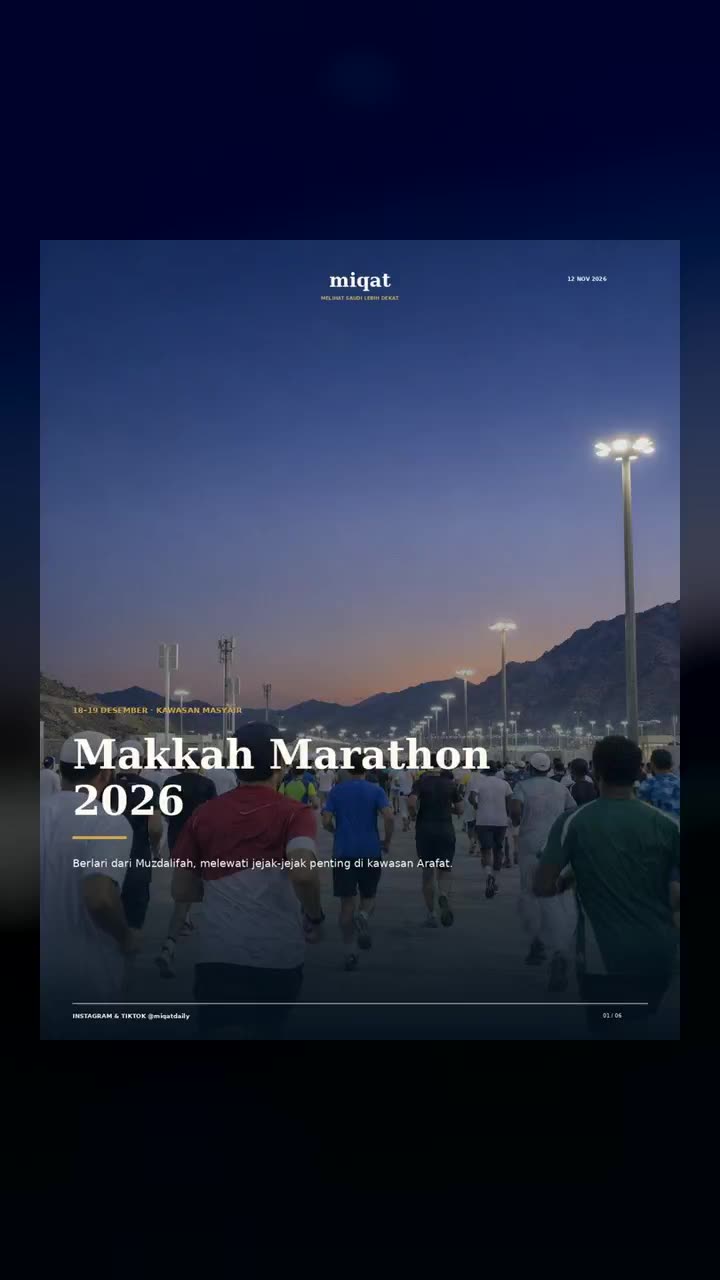 miqat
MELIHAT SAUDI LEBIH DEKAT
12 NOV 2026
18–19 DESEMBER · KAWASAN MASYAIR
Makkah Marathon
2026
Berlari dari Muzdalifah, melewati jejak-jejak penting di kawasan Arafat.
INSTAGRAM & TIKTOK @miqatdaily
01 / 06